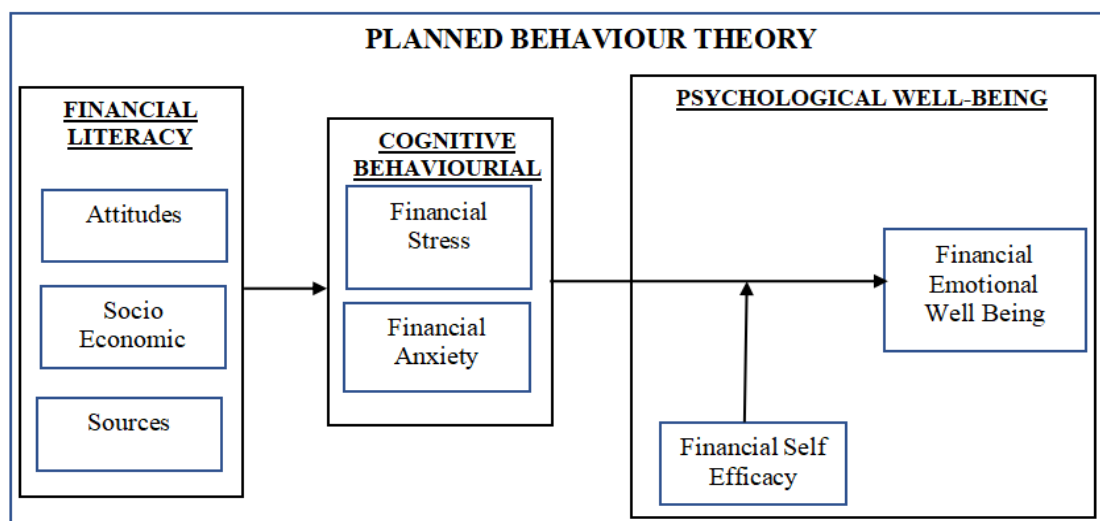 PLANNED BEHAVIOUR THEORY
FINANCIAL
LITERACY
Attitudes
Socio
Economic
Sources
COGNITIVE
BEHAVIOURIAL
Financial
Stress
Financial
Anxiety
PSYCHOLOGICAL WELL-BEING
Financial
Emotional
Well Being
Financial Self
Efficacy